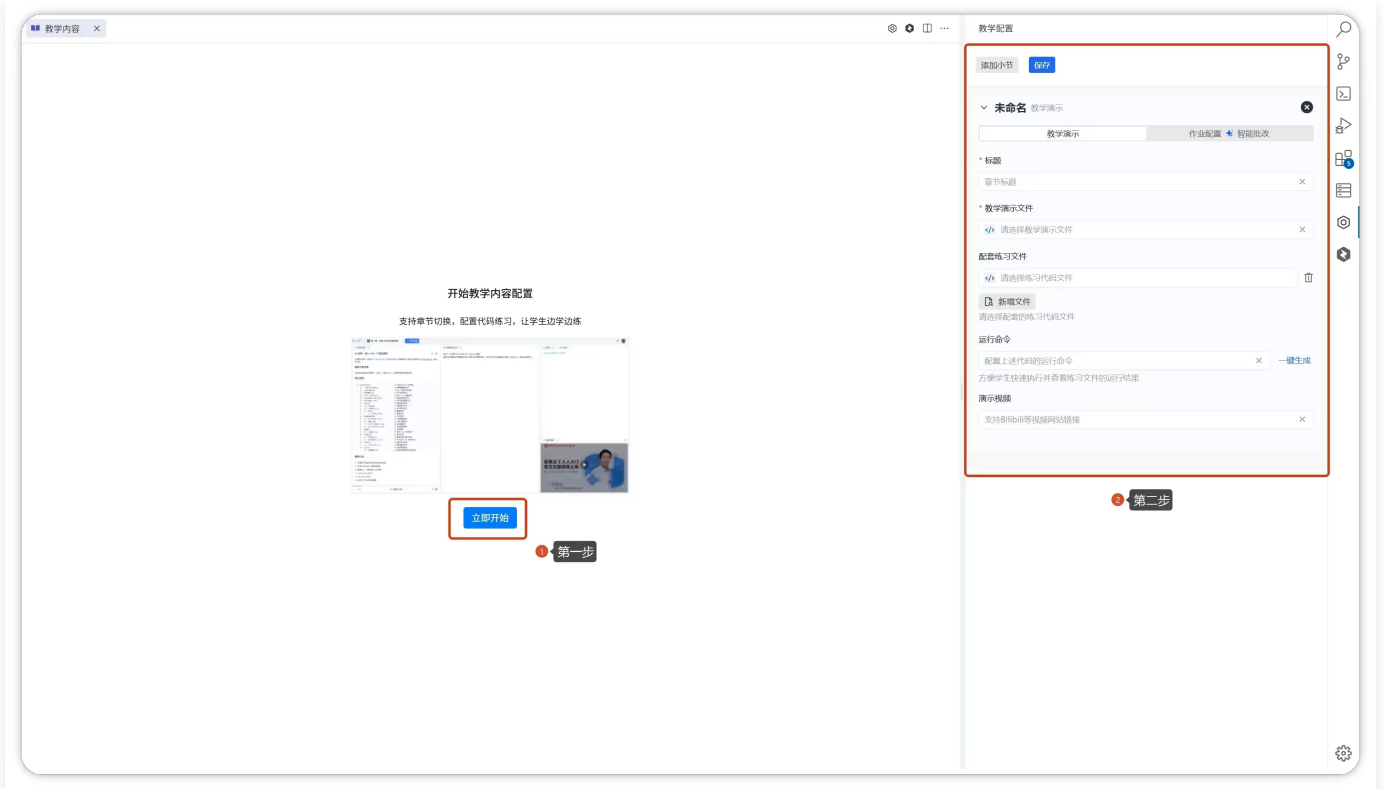 教学内容
教学配置
添加小节
保存
未命名 教学演示
教学演示
作业配置 智能批改
* 标题
章节标题
* 教学演示文件
</> 请选择教学演示文件
配套练习文件
</> 请选择练习代码文件
新增文件
请选择配套的练习代码文件
运行命令
配置上述代码的运行命令
一键生成
方便学生快速执行并查看练习文件的运行结果
演示视频
支持Bilibili等视频网站链接
开始教学内容配置
支持章节切换，配置代码练习，让学生边学边练
立即开始
1 第一步
2 第二步
5